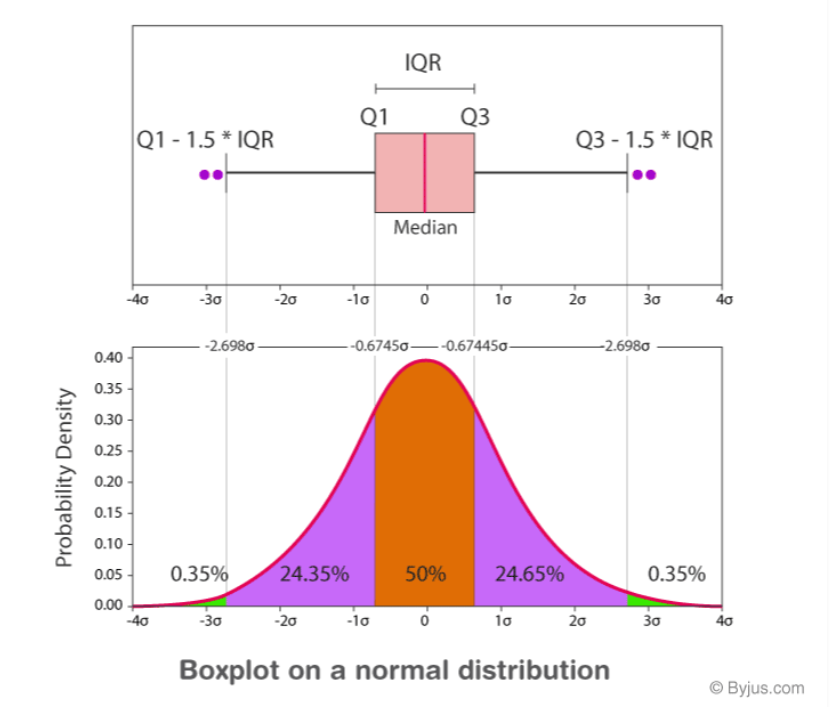 IQR
Q1 Q3
Q1 - 1.5 * IQR Q3 - 1.5 * IQR
Median
-4σ -3σ -2σ -1σ 0 1σ 2σ 3σ 4σ
-2.698σ -0.6745σ -0.67445σ -2.698σ
Probability Density
0.40
0.35
0.30
0.25
0.20
0.15
0.10
0.05
0.00
0.35% 24.35% 50% 24.65% 0.35%
-4σ -3σ -2σ -1σ 0 1σ 2σ 3σ 4σ
Boxplot on a normal distribution
© Byjus.com